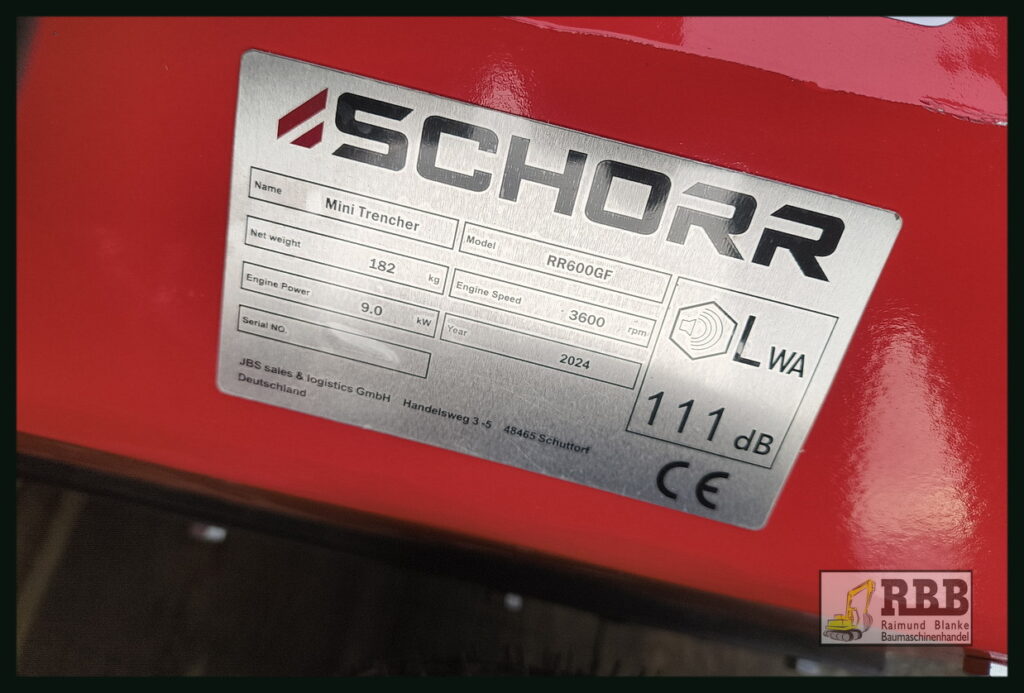 SCHORR
Name Mini Trencher
Model RR600GF
Net weight 182 kg
Engine Speed 3600 rpm
Engine Power 9.0 kW
Year 2024
Serial NO.
LWA
111 dB
JBS sales & logistics GmbH Handelsweg 3 -5 48465 Schuttorf
Deutschland
CE
RBB
Raimund Blanke
Baumaschinenhandel